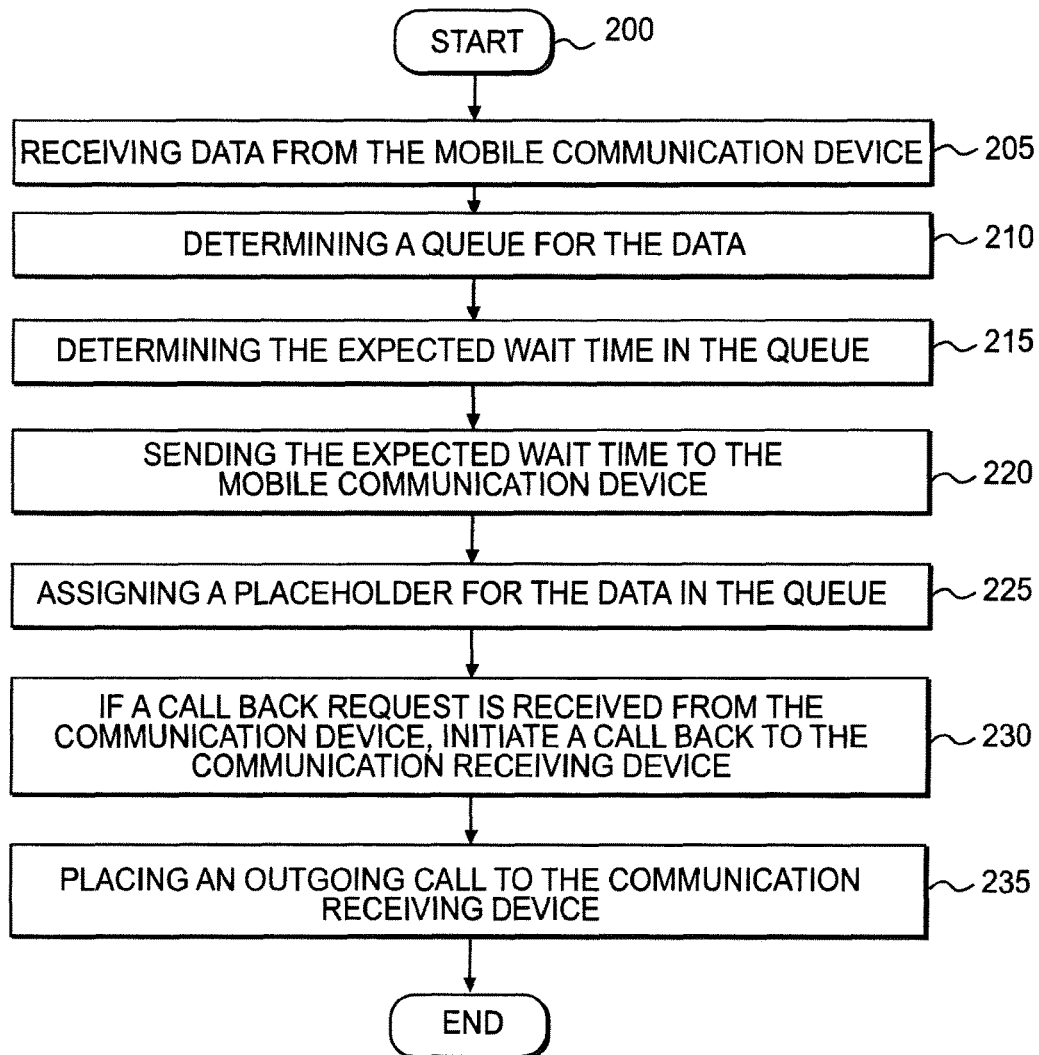 START
200
RECEIVING DATA FROM THE MOBILE COMMUNICATION DEVICE
205
DETERMINING A QUEUE FOR THE DATA
210
DETERMINING THE EXPECTED WAIT TIME IN THE QUEUE
215
SENDING THE EXPECTED WAIT TIME TO THE
MOBILE COMMUNICATION DEVICE
220
ASSIGNING A PLACEHOLDER FOR THE DATA IN THE QUEUE
225
IF A CALL BACK REQUEST IS RECEIVED FROM THE
COMMUNICATION DEVICE, INITIATE A CALL BACK TO THE
COMMUNICATION RECEIVING DEVICE
230
PLACING AN OUTGOING CALL TO THE COMMUNICATION
RECEIVING DEVICE
235
END